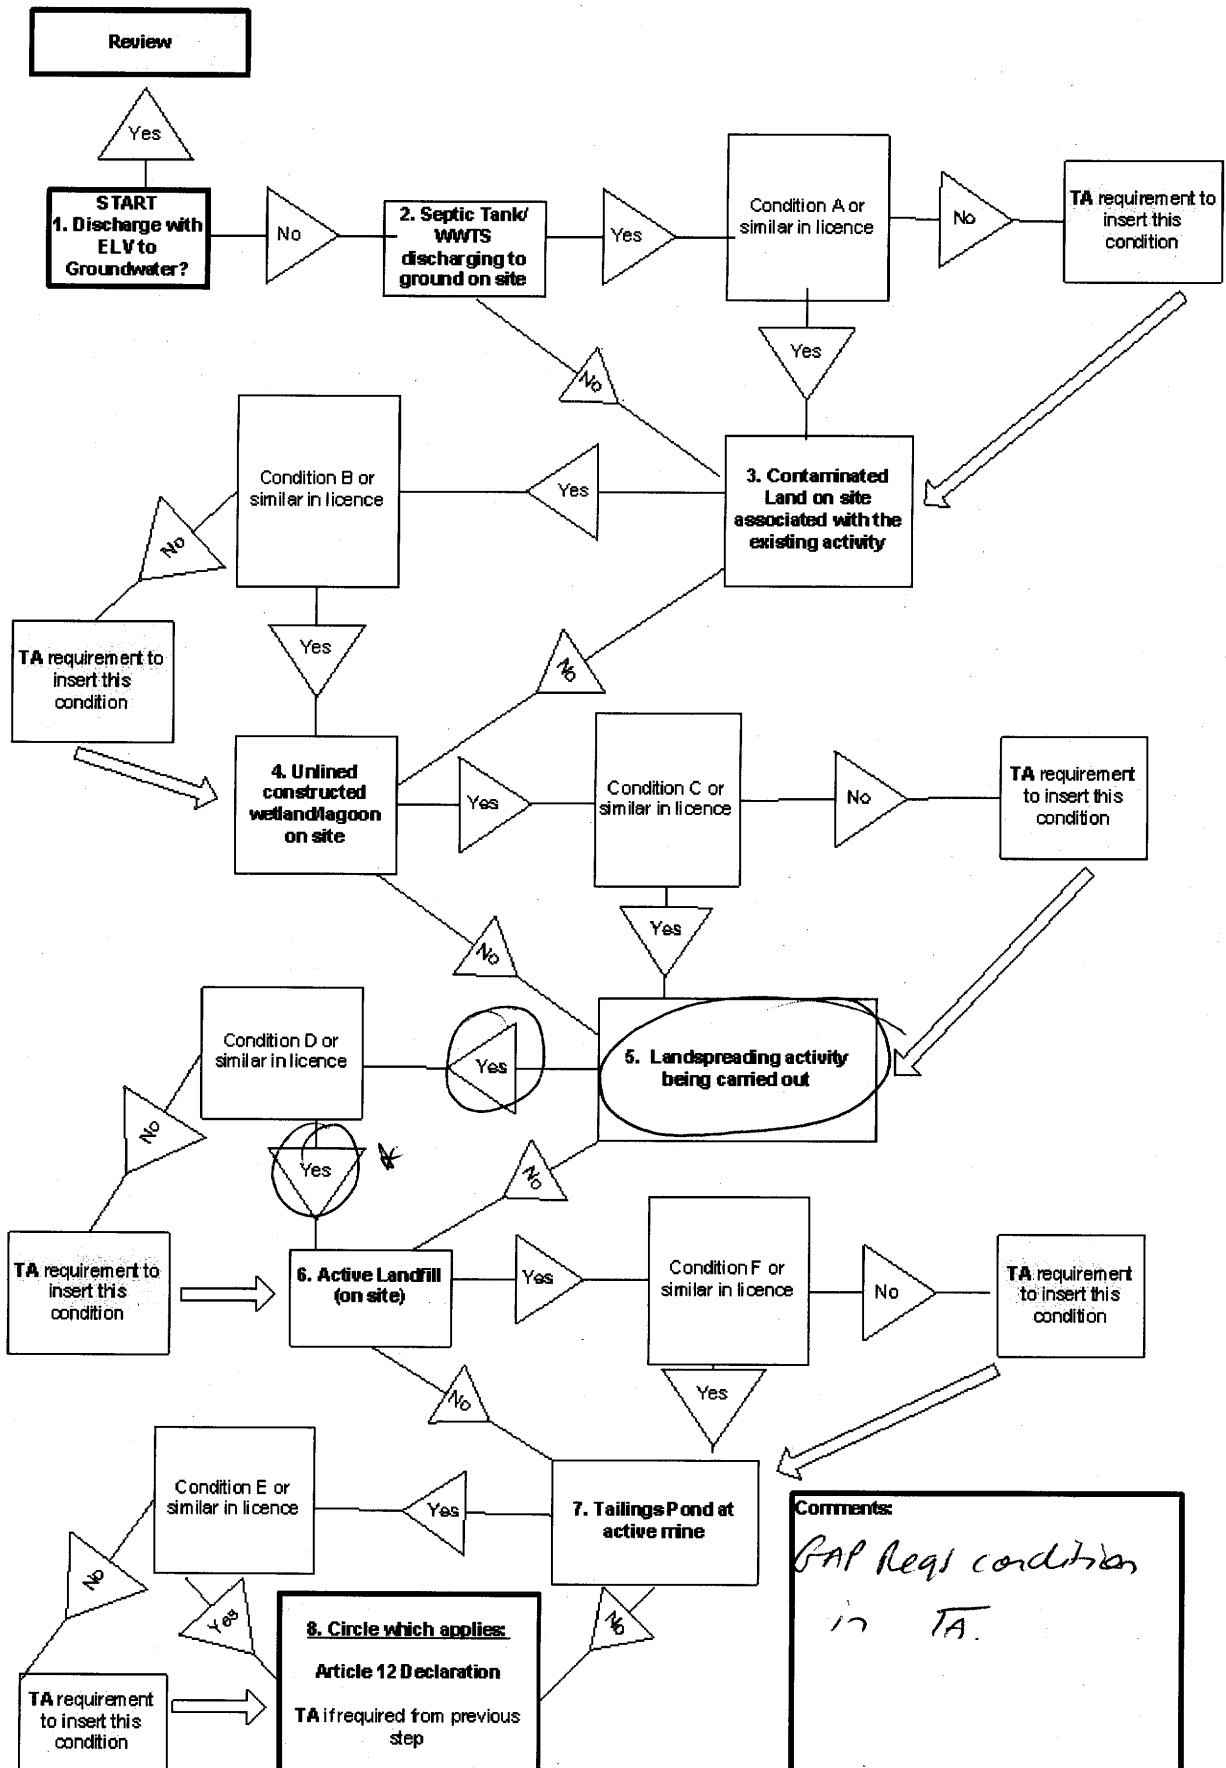 Review
Yes
START
1. Discharge with
ELV to
Groundwater?
No
2. Septic Tank/
WWTS
discharging to
ground on site
Yes
Condition A or
similar in licence
No
TA requirement to
insert this
condition
Yes
No
3. Contaminated
Land on site
associated with the
existing activity
Yes
Condition B or
similar in licence
No
TA requirement to
insert this
condition
Yes
No
4. Unlined
constructed
wetland/lagoon
on site
Yes
Condition C or
similar in licence
No
TA requirement
to insert this
condition
Yes
No
5. Landspreading activity
being carried out
Yes
Condition D or
similar in licence
No
TA requirement to
insert this
condition
Yes
No
6. Active Landfill
(on site)
Yes
Condition F or
similar in licence
No
TA requirement
to insert this
condition
Yes
No
7. Tailings Pond at
active mine
Yes
Condition E or
similar in licence
No
TA requirement
to insert this
condition
Yes
No
8. Circle which applies:
Article 12 Declaration
TA if required from previous
step
Comments:
GAP Regs condition
in TA.